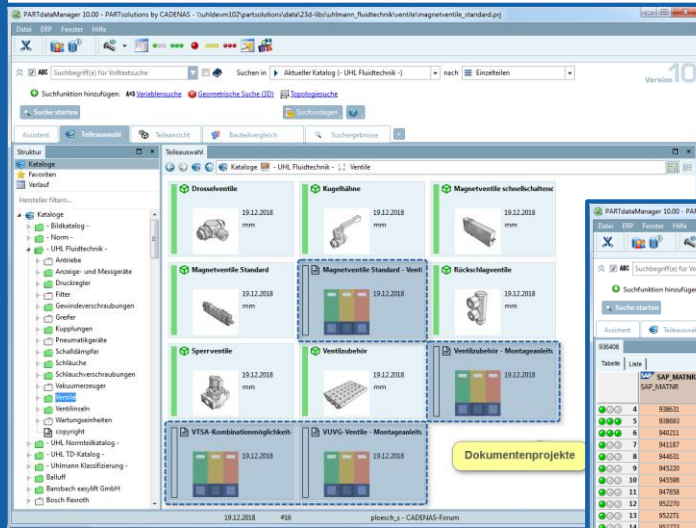 PARTdataManager 10.00 - PARTsolutions by CADENAS - \\uhldevm102\partsolutions\data\23d-libs\uhlmann_fluidtechnik\ventile\magnetventile_standard.prj
Datei ERP Fenster Hilfe
ABC Suchbegriff(e) für Volltextsuche Suchen in Aktueller Katalog (- UHL Fluidtechnik -) nach Einzelteilen
Version 10
Suchfunktion hinzufügen: Variablensuche Geometrische Suche (3D) Topologiesuche
Suche starten Suchvorlagen
Assistent Teileauswahl Teileansicht Bauteilvergleich Suchergebnisse
Struktur
Kataloge
Favoriten
Verlauf
Hersteller filtern...
Kataloge
- Bildkatalog -
- Norm -
- UHL Fluidtechnik -
Antriebe
Anzeige- und Messgeräte
Druckregler
Filter
Gewindeverschraubungen
Greifer
Kupplungen
Pneumatikgeräte
Schalldämpfer
Schläuche
Schlauchverschraubungen
Vakuumerzeuger
Ventile
Ventilinseln
Wartungseinheiten
copyright
- UHL Normteilkatalog -
- UHL TD-Katalog -
- Uhlmann Klassifizierung -
Balluff
Bansbach easylift GmbH
Bosch Rexroth
Teileauswahl
Kataloge - UHL Fluidtechnik - Ventile
Drosselventile
19.12.2018
mm
Kugelhähne
19.12.2018
mm
Magnetventile schnellschaltend
19.12.2018
mm
Magnetventile Standard
19.12.2018
mm
Magnetventile Standard - Venti
19.12.2018
Rückschlagventile
19.12.2018
mm
Sperrventile
19.12.2018
mm
Ventilzubehör
19.12.2018
mm
Ventilzubehör - Montageanleitu
19.12.2018
VTSA-Kombinationmöglichkeit
19.12.2018
VUVG-Ventile - Montageanleitu
19.12.2018
Dokumentenprojekte
19.12.2018 #16 ploesch_s - CADENAS-Forum
PARTdataManager 10.00 - PAR
Datei ERP Fenster Hilfe
ABC Suchbegriff(e) für Vo
Suchfunktion hinzufügen
Suche starten
Assistent Teileauswahl
936406
Tabelle Liste
SAP_MATNR
SAP_MATNR
4 938631
5 938693
6 940211
7 941187
8 944631
9 945220
10 945598
11 947858
12 952270
13 952271
14 952275